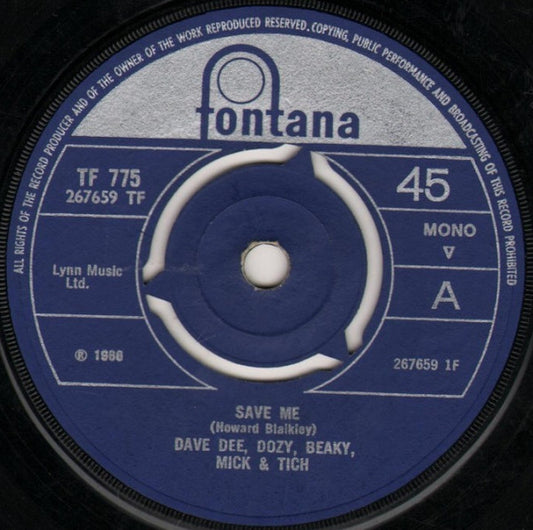 ALL RIGHTS OF THE RECORD PRODUCER AND OF THE OWNER OF THE WORK REPRODUCED RESERVED. COPYING, PUBLIC PERFORMANCE AND BROADCASTING OF THIS RECORD PROHIBITED
fontana
TF 775
267659 TF
45
MONO
Lynn Music
Ltd.
A
℗ 1966
267659 1F
SAVE ME
(Howard Blaikley)
DAVE DEE, DOZY, BEAKY,
MICK & TICH